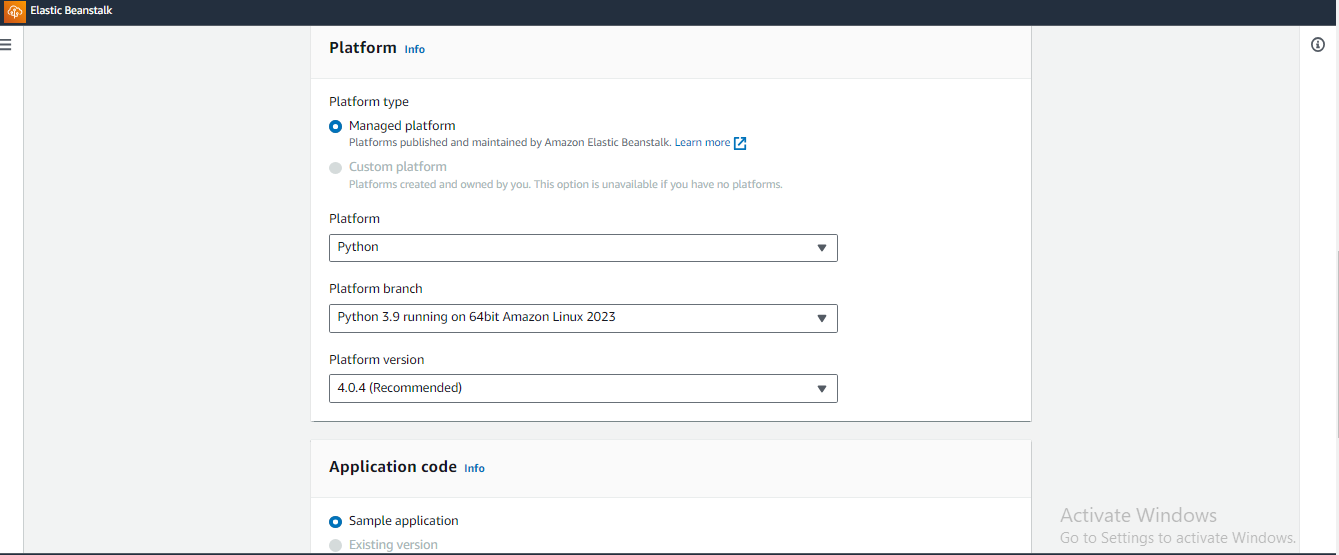 Elastic Beanstalk
Platform Info
Platform type
Managed platform
Platforms published and maintained by Amazon Elastic Beanstalk. Learn more
Custom platform
Platforms created and owned by you. This option is unavailable if you have no platforms.
Platform
Python
Platform branch
Python 3.9 running on 64bit Amazon Linux 2023
Platform version
4.0.4 (Recommended)
Application code Info
Sample application
Existing version
Activate Windows
Go to Settings to activate Windows.